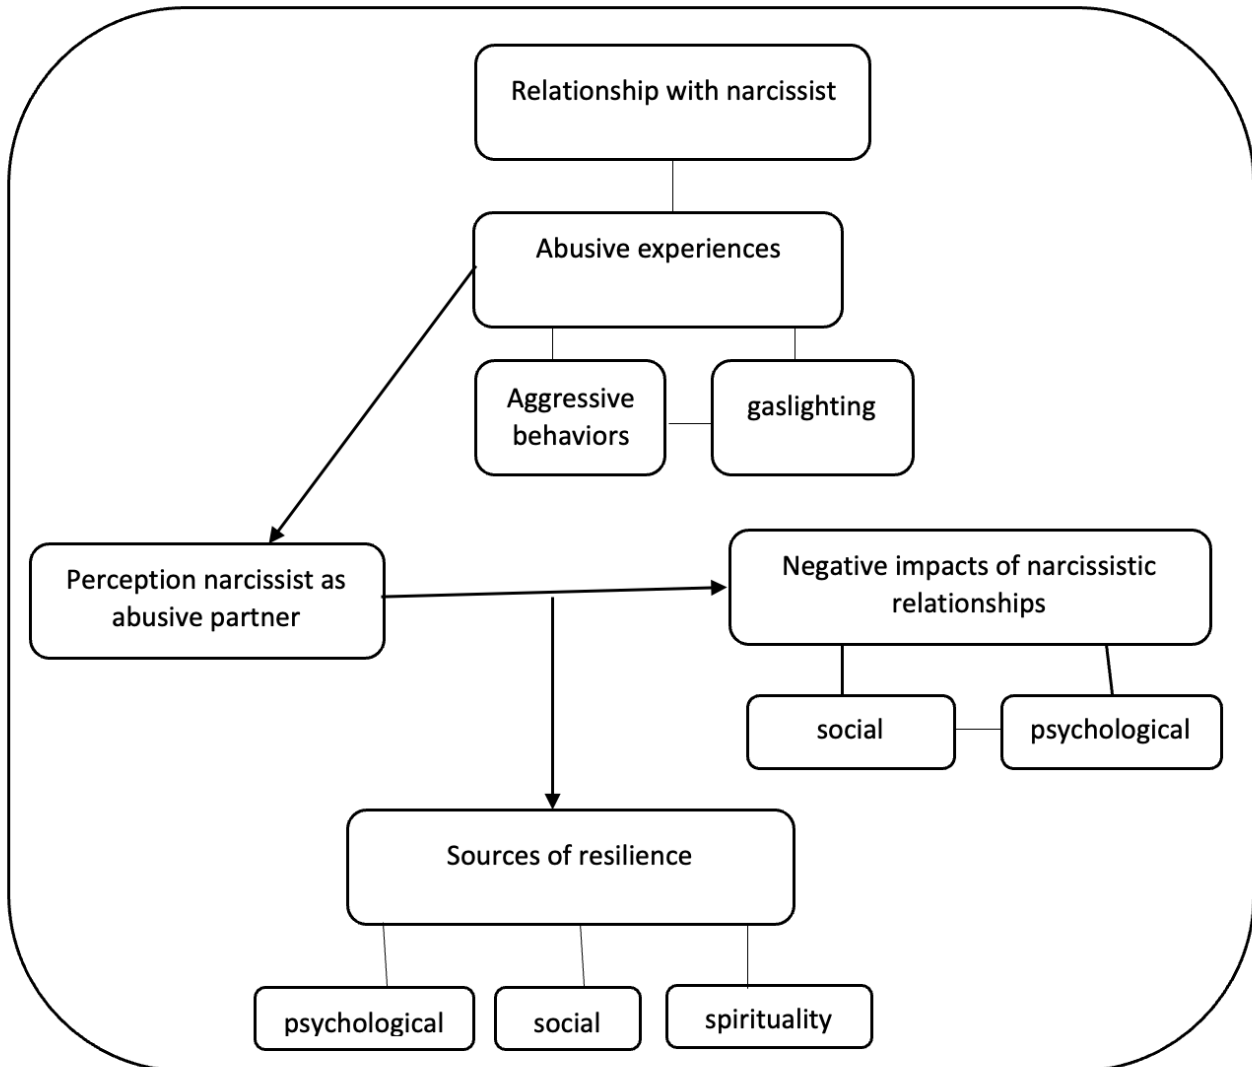 Relationship with narcissist
Abusive experiences
Aggressive
behaviors
gaslighting
Perception narcissist as
abusive partner
Negative impacts of narcissistic
relationships
social
psychological
Sources of resilience
psychological
social
spirituality